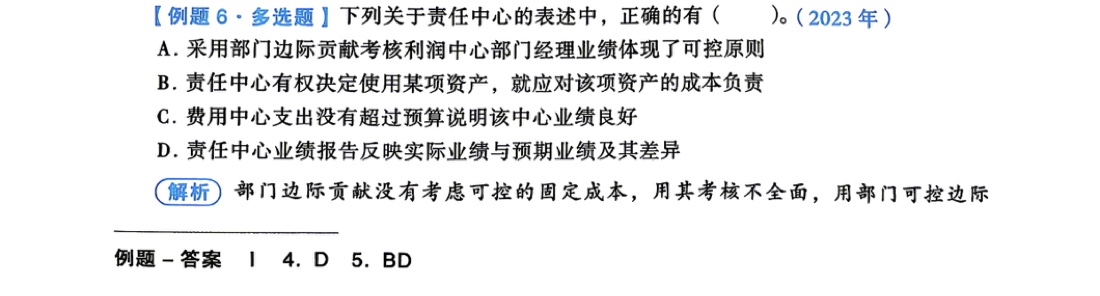 【例题6·多选题】下列关于责任中心的表述中，正确的有（　　）。（2023年）
A. 采用部门边际贡献考核利润中心部门经理业绩体现了可控原则
B. 责任中心有权决定使用某项资产，就应对该项资产的成本负责
C. 费用中心支出没有超过预算说明该中心业绩良好
D. 责任中心业绩报告反映实际业绩与预期业绩及其差异
解析 部门边际贡献没有考虑可控的固定成本，用其考核不全面，用部门可控边际
例题－答案 | 4. D 5. BD